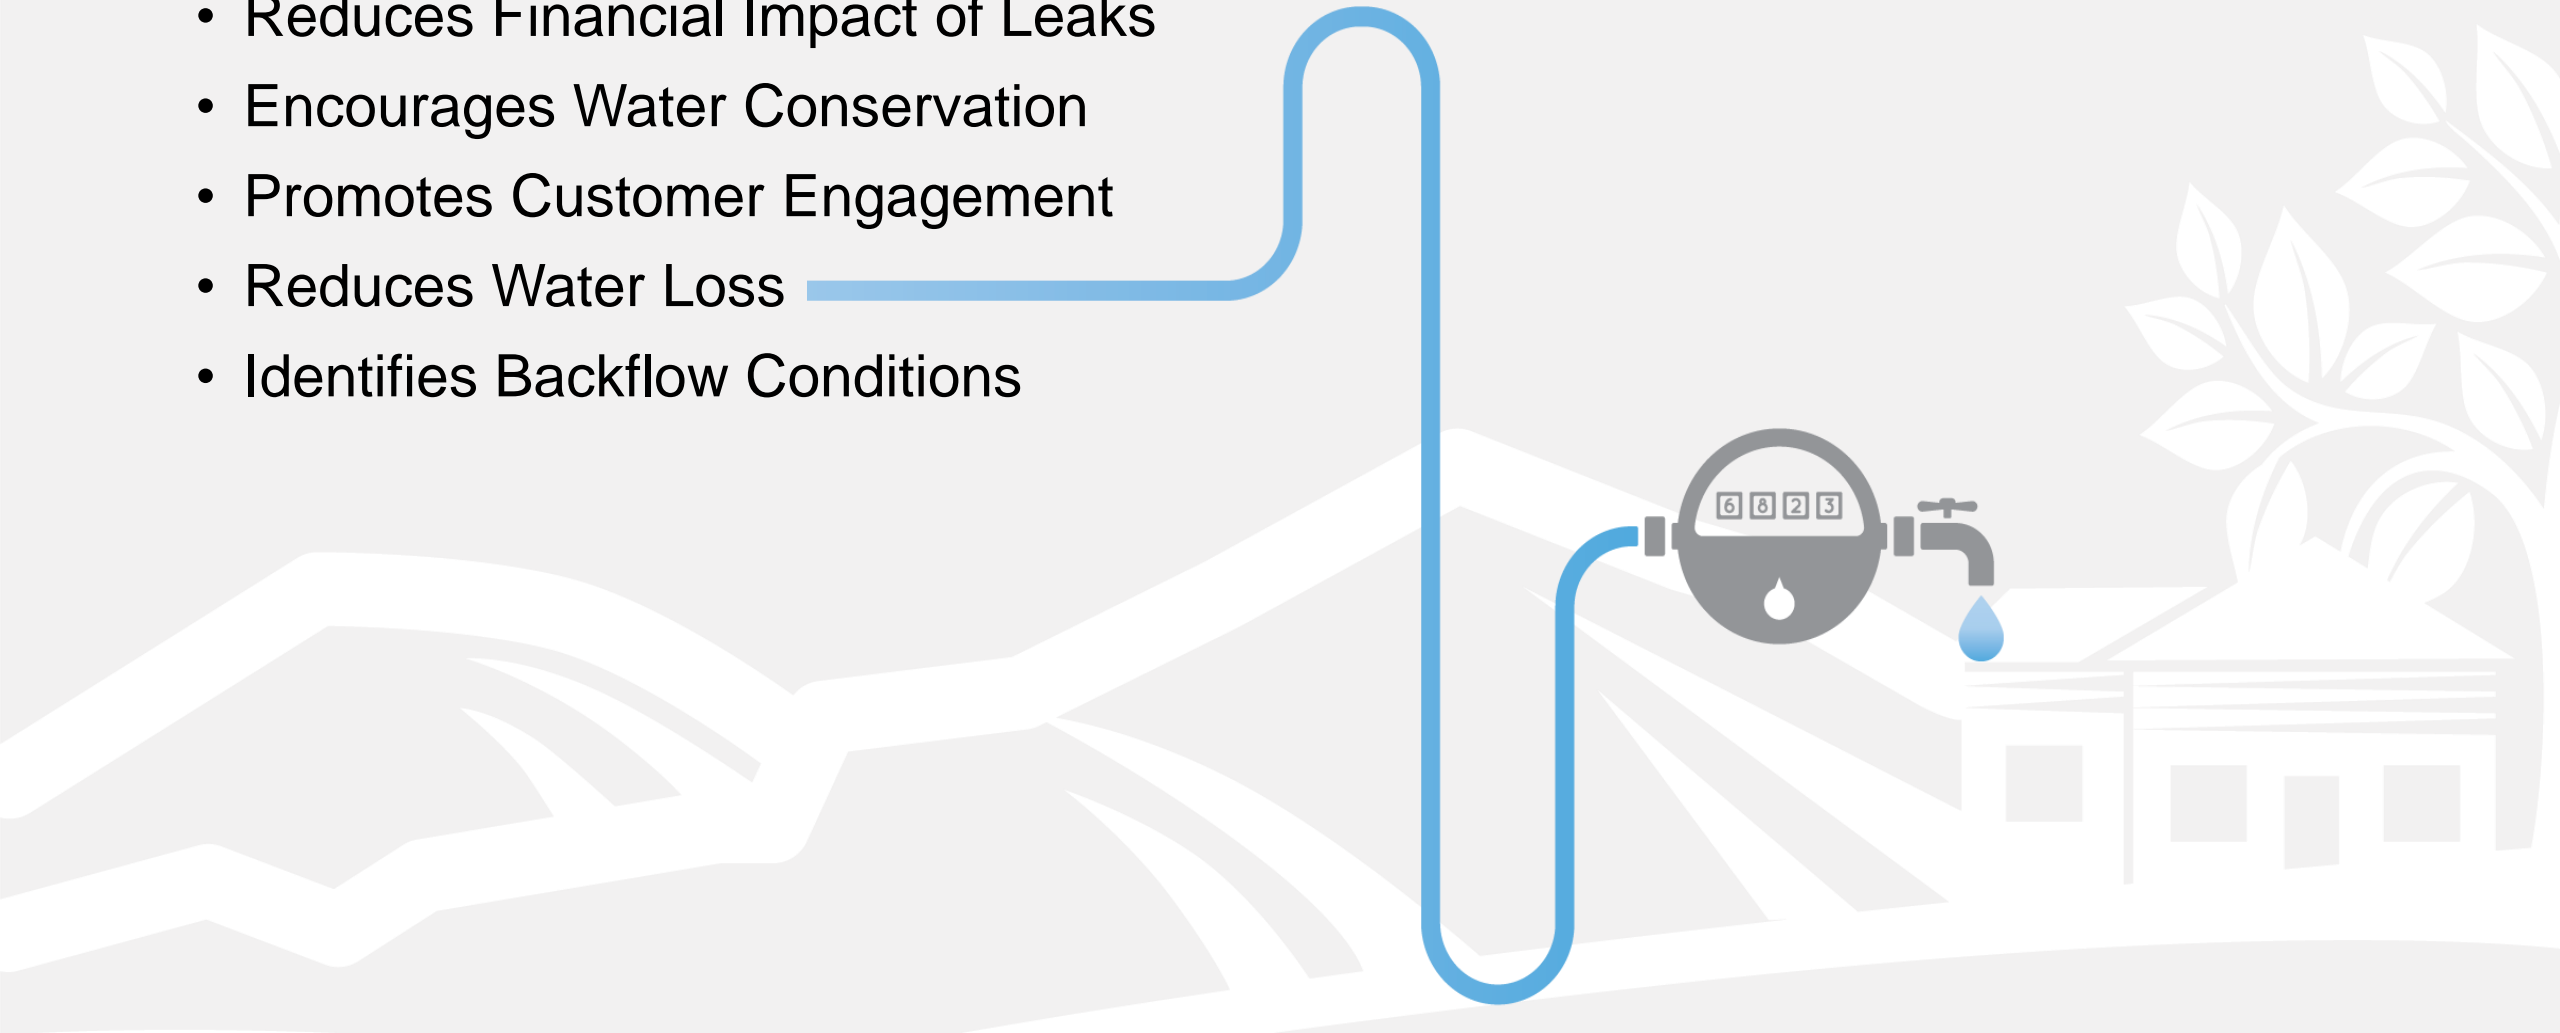 • Reduces Financial Impact of Leaks
• Encourages Water Conservation
• Promotes Customer Engagement
• Reduces Water Loss
• Identifies Backflow Conditions
6823